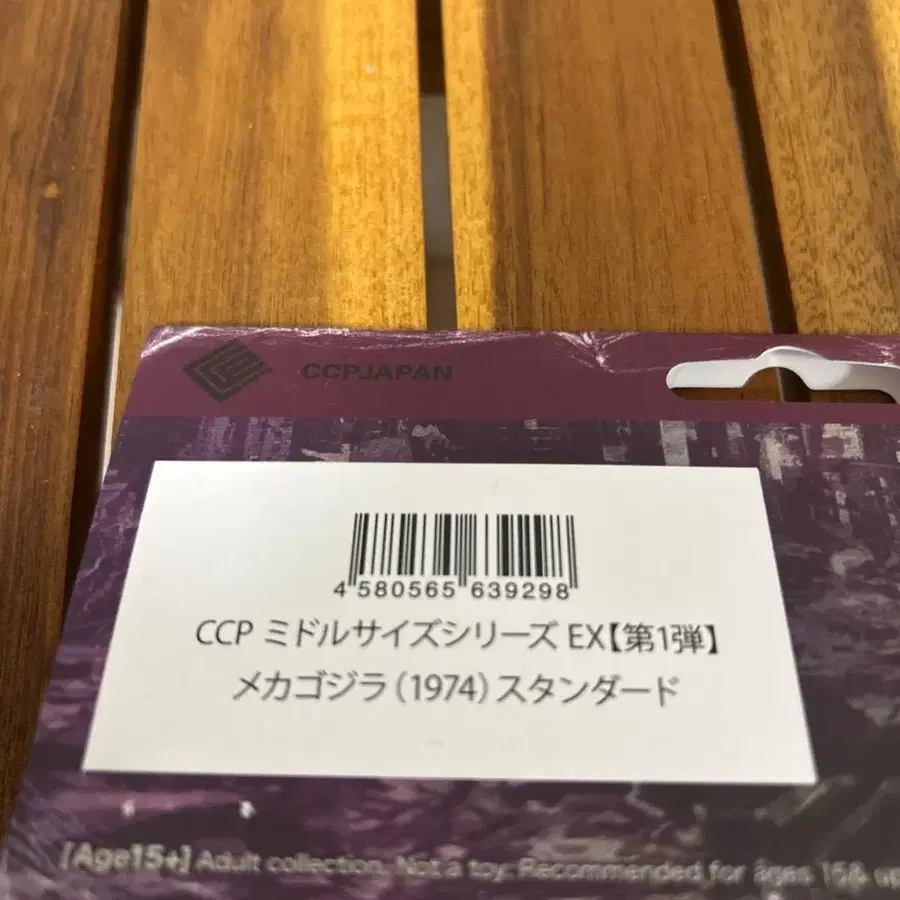 CCPJAPAN
4 580565 639298
CCP ミドルサイズシリーズ EX【第1弾】
メカゴジラ（1974）スタンダード
[Age15+] Adult collection. Not a toy. Recommended for ages 15& up